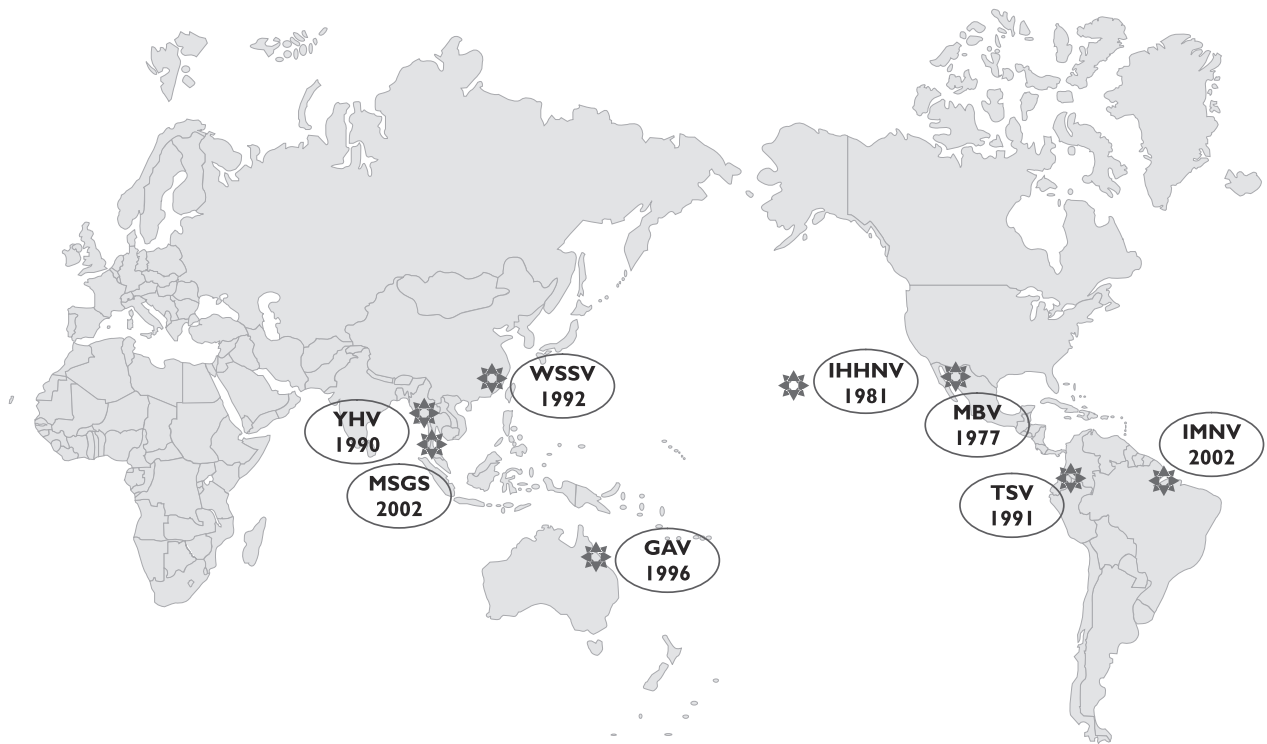 WSSV
1992
YHV
1990
MSGS
2002
GAV
1996
IHHNV
1981
MBV
1977
IMNV
2002
TSV
1991